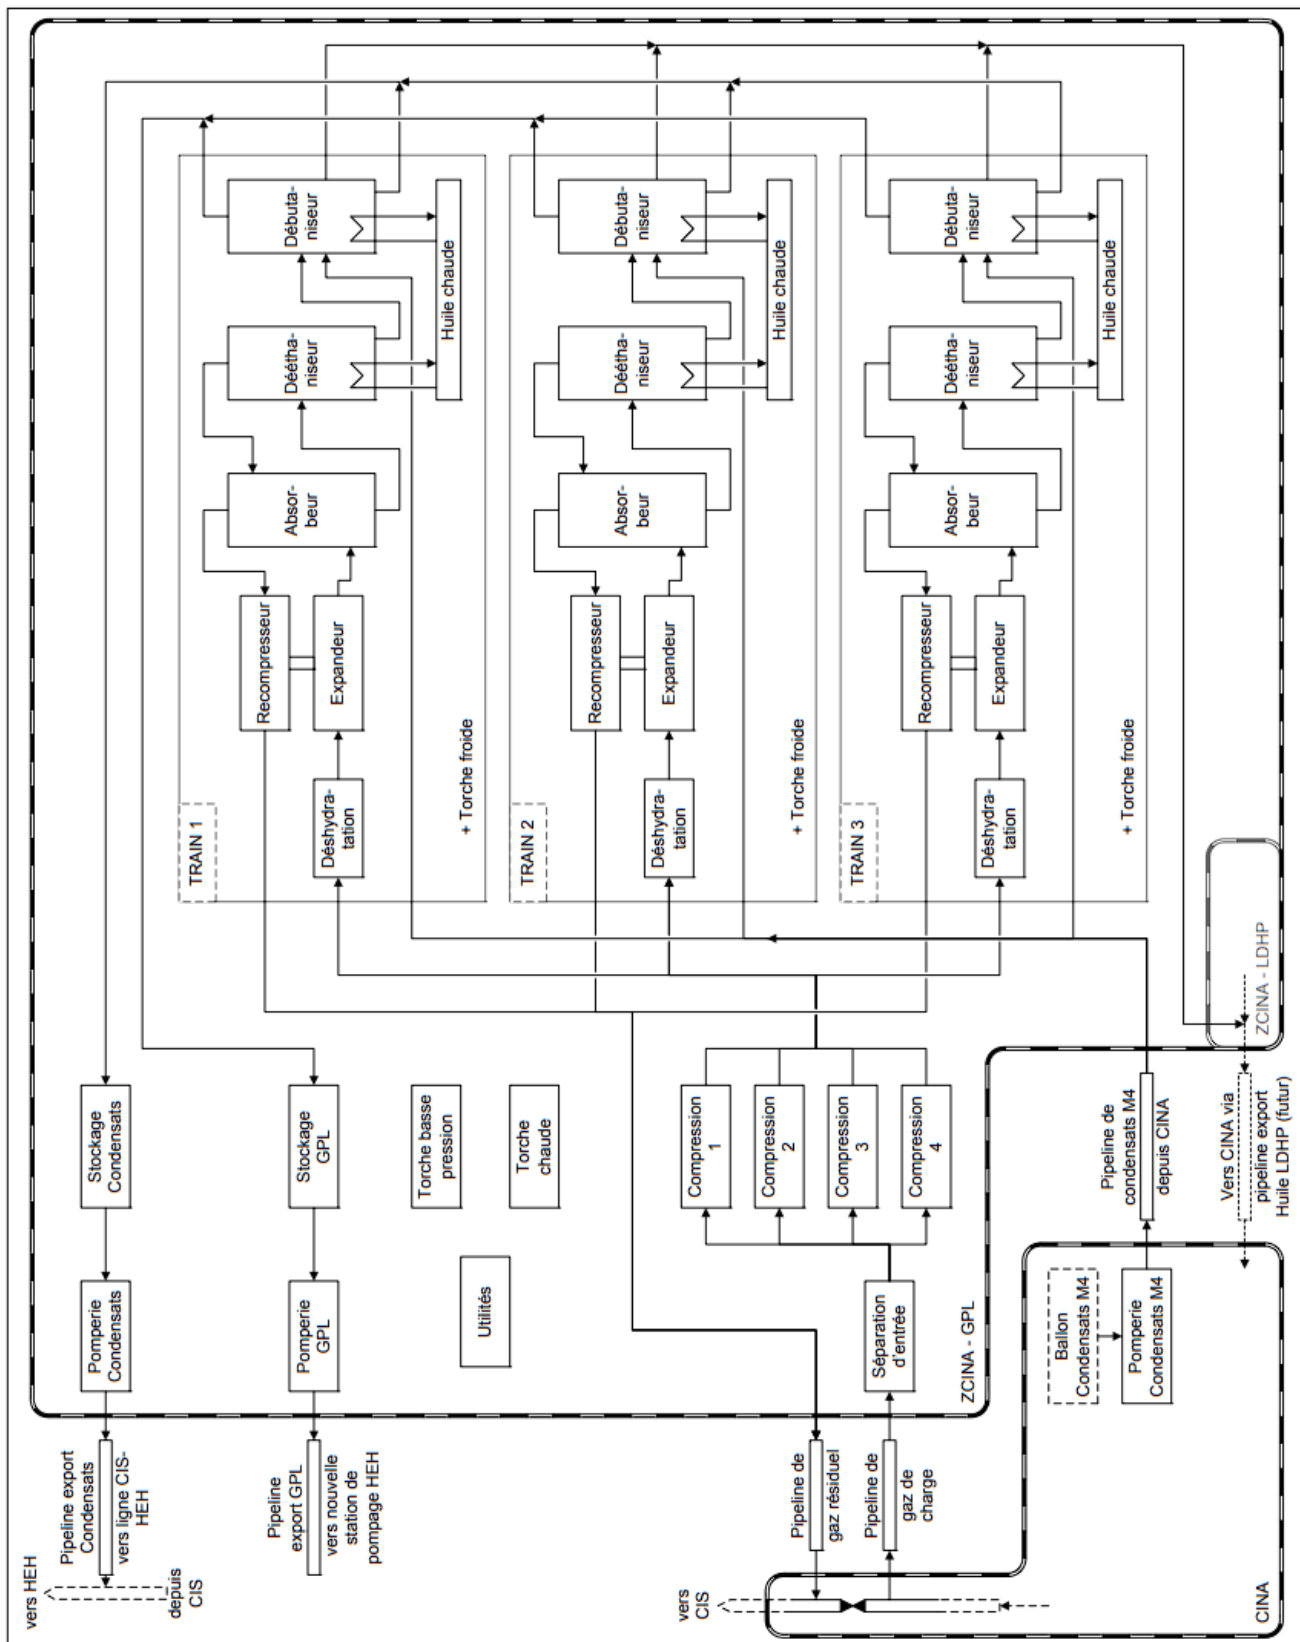 vers HEH
depuis
CIS
Pipeline export
Condensats
vers ligne CIS-
HEH
Pomperie
Condensats
Stockage
Condensats
Pipeline
export GPL
vers nouvelle
station de
pompage HEH
Pomperie
GPL
Stockage
GPL
Utilités
Torche basse
pression
Torche
chaude
vers
CIS
Pipeline de
gaz résiduel
Pipeline de
gaz de
charge
Séparation
d'entrée
Compression
1
Compression
2
Compression
3
Compression
4
ZCINA - GPL
TRAIN 1
Déshydra-
tation
Recompresseur
Expandeur
Absor-
beur
Déétha-
niseur
Débuta-
niseur
Huile chaude
+ Torche froide
TRAIN 2
Déshydra-
tation
Recompresseur
Expandeur
Absor-
beur
Déétha-
niseur
Débuta-
niseur
Huile chaude
+ Torche froide
TRAIN 3
Déshydra-
tation
Recompresseur
Expandeur
Absor-
beur
Déétha-
niseur
Débuta-
niseur
Huile chaude
+ Torche froide
Ballon
Condensats M4
Pomperie
Condensats M4
Pipeline de
condensats M4
depuis CINA
Vers CINA via
pipeline export
Huile LDHP (futur)
ZCINA - LDHP
CINA